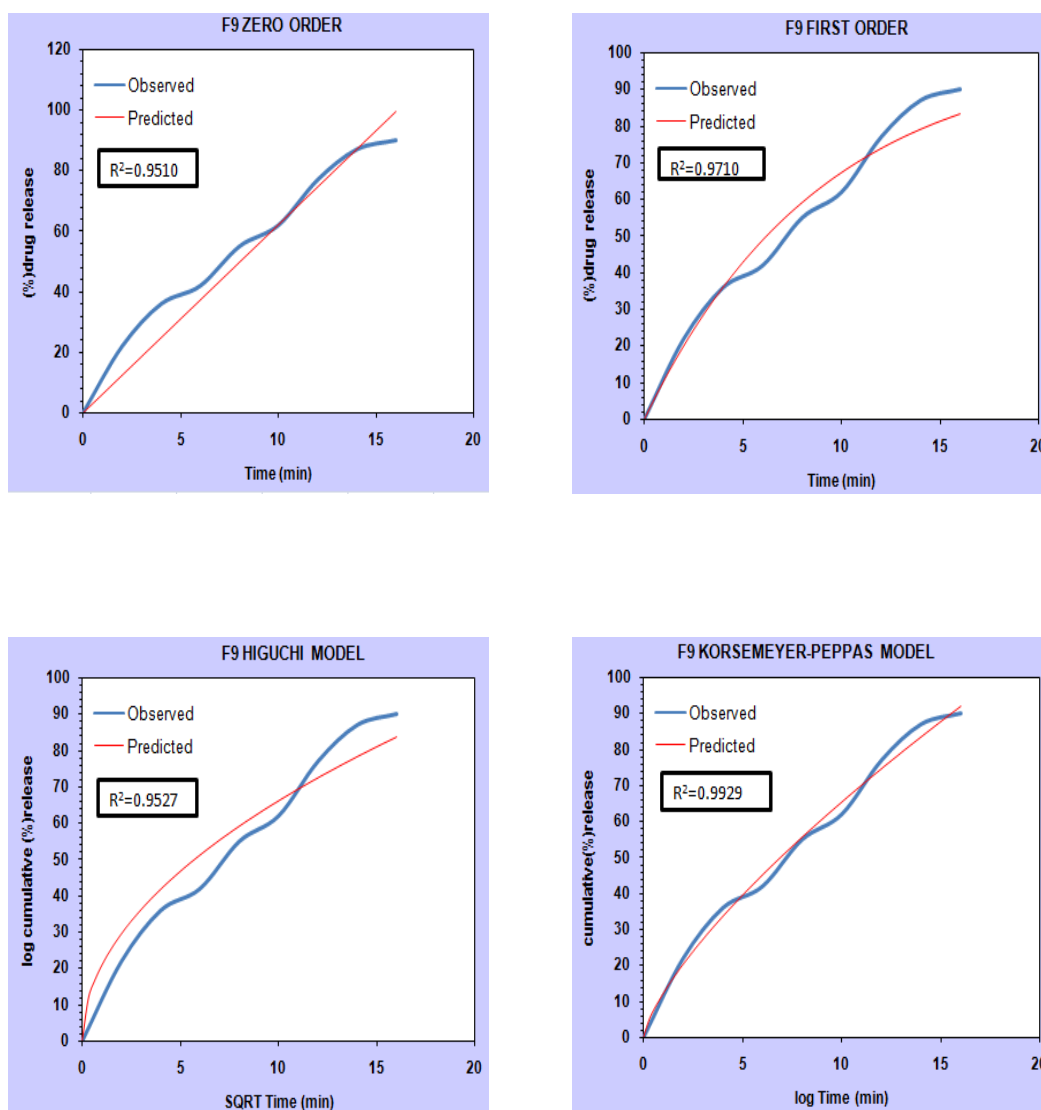 F9 ZERO ORDER
120
100
80
60
40
20
0
0 5 10 15 20
Observed
Predicted
R²=0.9510
(%)drug release
Time (min)
F9 FIRST ORDER
100
90
80
70
60
50
40
30
20
10
0
0 5 10 15 20
Observed
Predicted
R²=0.9710
(%)drug release
Time (min)
F9 HIGUCHI MODEL
100
90
80
70
60
50
40
30
20
10
0
0 5 10 15 20
Observed
Predicted
R²=0.9527
log cumulative (%)release
SQRT Time (min)
F9 KORSEMEYER-PEPPAS MODEL
100
90
80
70
60
50
40
30
20
10
0
0 5 10 15 20
Observed
Predicted
R²=0.9929
cumulative(%)release
log Time (min)